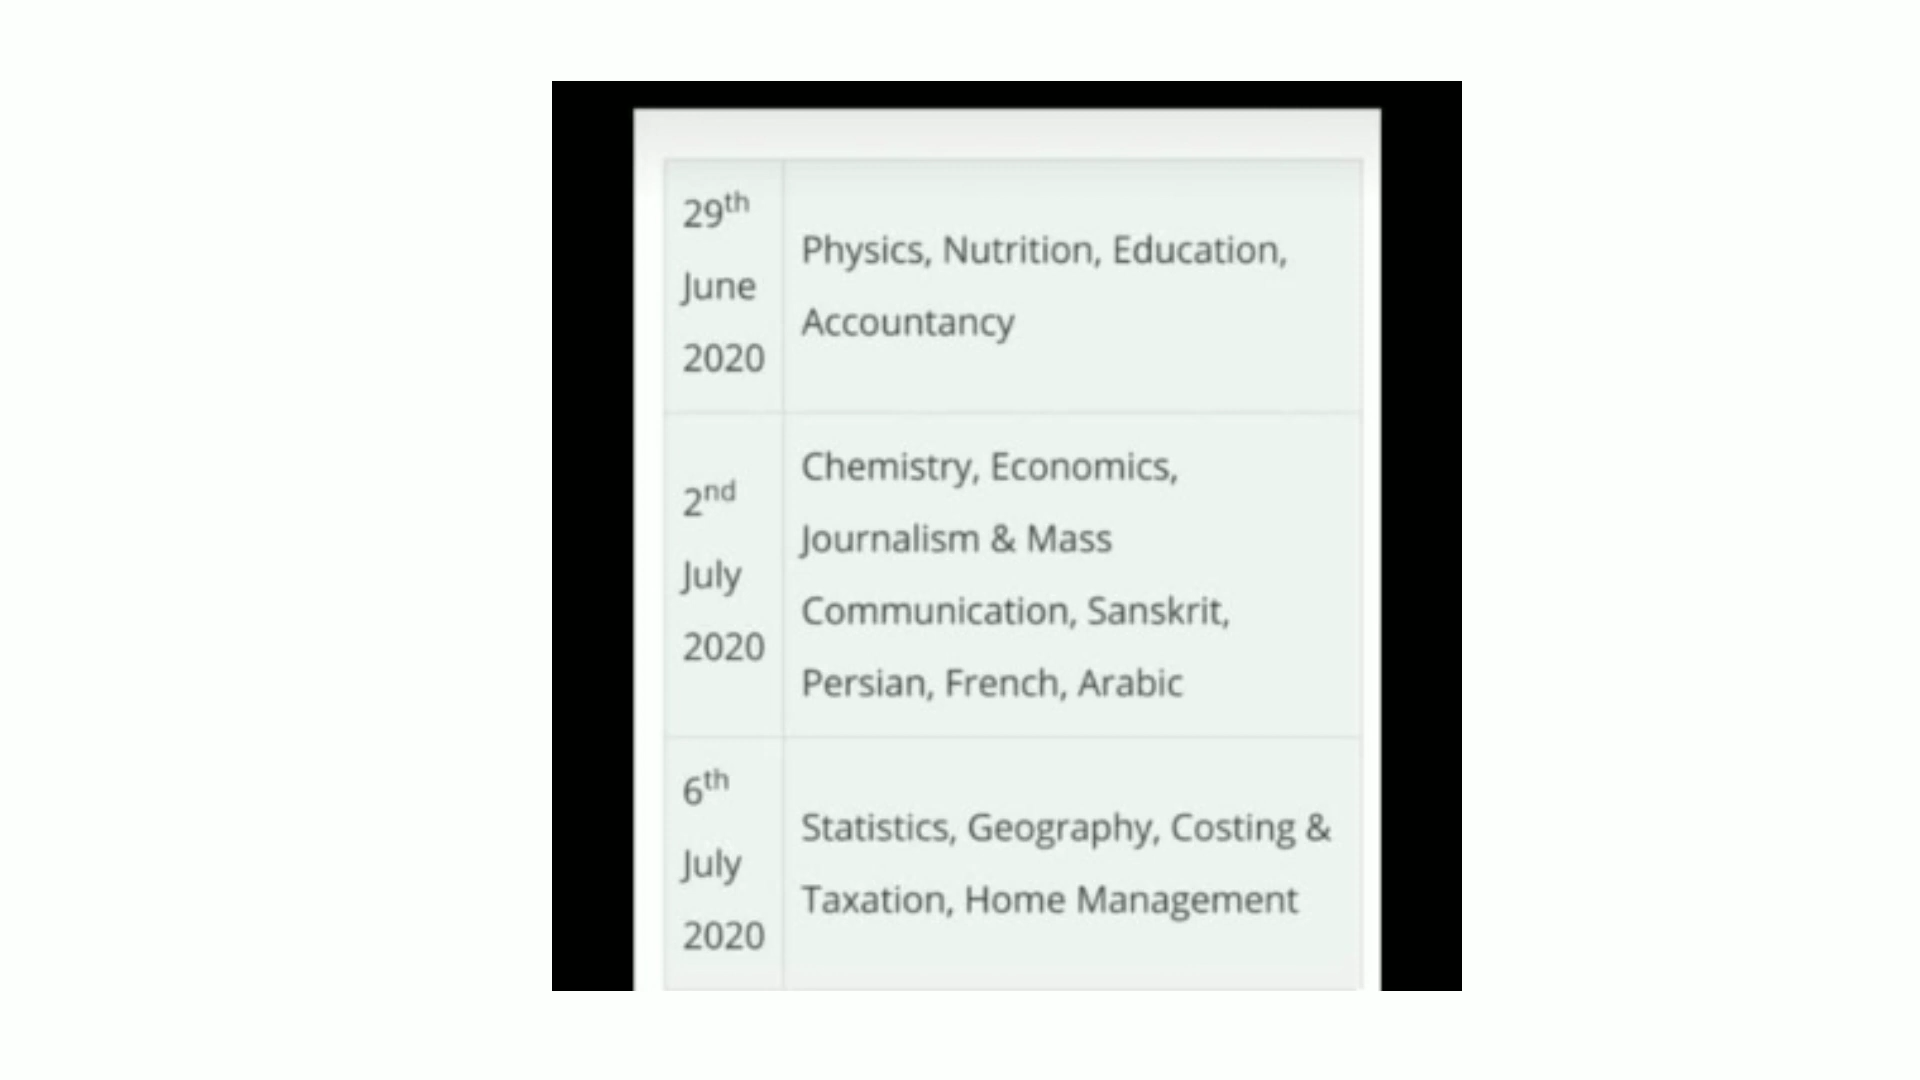 29th
June
2020
Physics, Nutrition, Education,
Accountancy
2nd
July
2020
Chemistry, Economics,
Journalism & Mass
Communication, Sanskrit,
Persian, French, Arabic
6th
July
2020
Statistics, Geography, Costing &
Taxation, Home Management